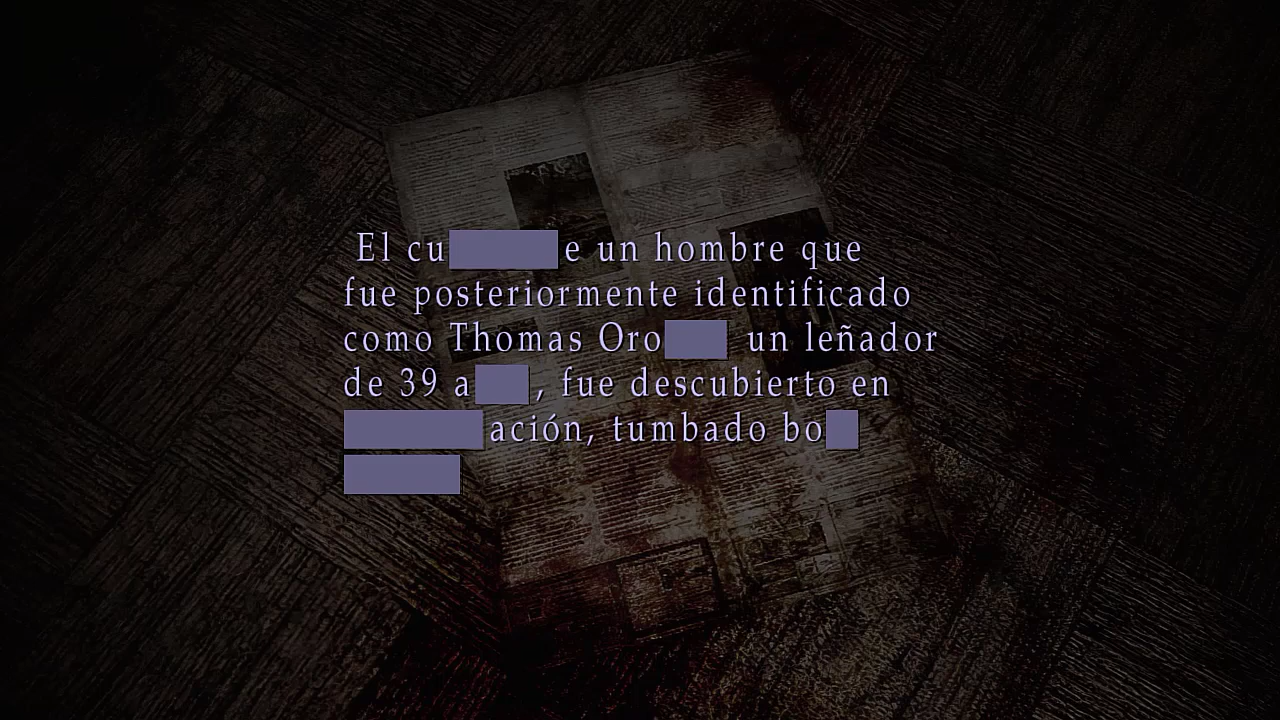 El cu e un hombre que
fue posteriormente identificado
como Thomas Oro un leñador
de 39 a , fue descubierto en
ación, tumbado bo